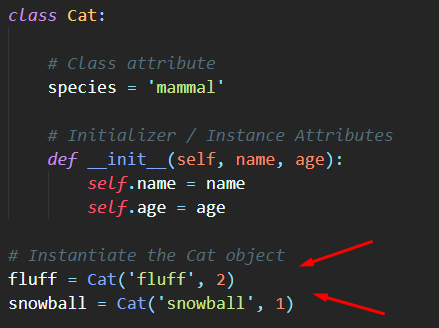 class Cat:
# Class attribute
species = 'mammal'
# Initializer / Instance Attributes
def __init__(self, name, age):
self.name = name
self.age = age
# Instantiate the Cat object
fluff = Cat('fluff', 2)
snowball = Cat('snowball', 1)